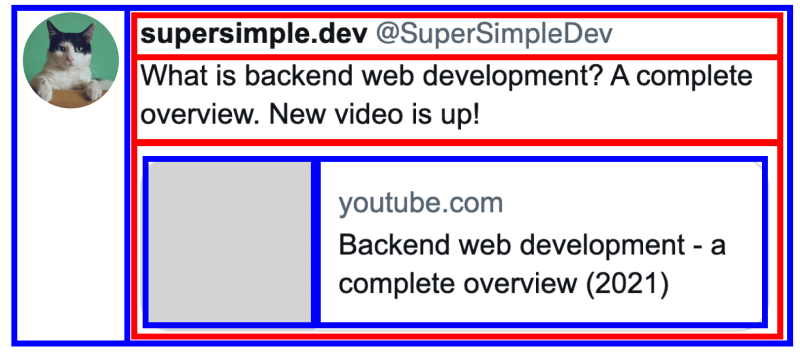 supersimple.dev @SuperSimpleDev
What is backend web development? A complete
overview. New video is up!
youtube.com
Backend web development - a
complete overview (2021)